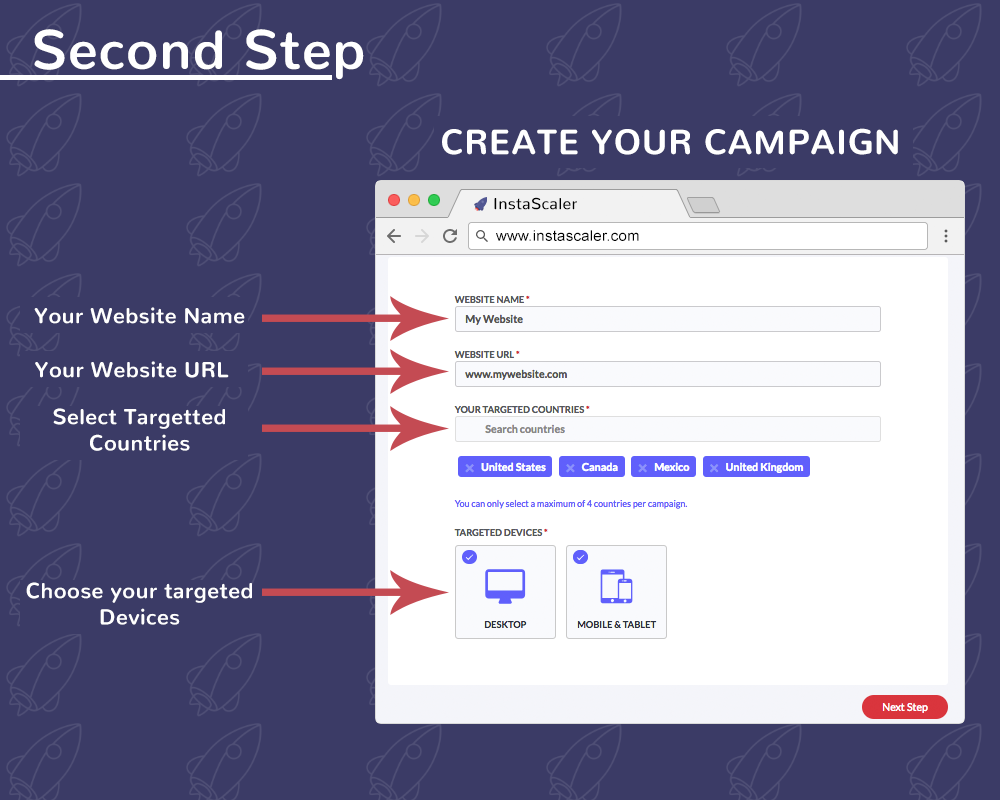 Second Step
CREATE YOUR CAMPAIGN
InstaScaler
www.instascaler.com
WEBSITE NAME *
Your Website Name
My Website
WEBSITE URL *
Your Website URL
www.mywebsite.com
YOUR TARGETED COUNTRIES *
Select Targetted
Countries
Search countries
× United States × Canada × Mexico × United Kingdom
You can only select a maximum of 4 countries per campaign.
TARGETED DEVICES *
Choose your targeted
Devices
DESKTOP MOBILE & TABLET
Next Step